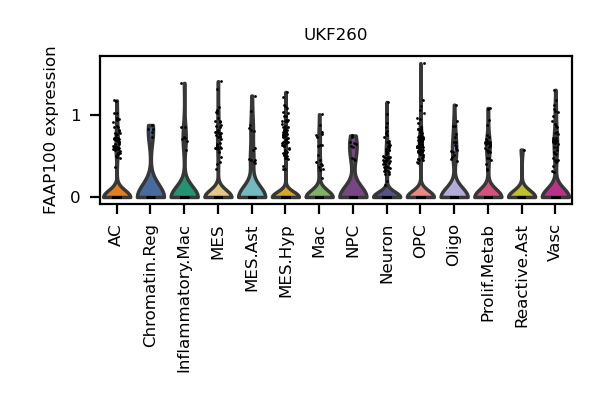 UKF260
FAAP100 expression
1
0
AC
Chromatin.Reg
Inflammatory.Mac
MES
MES.Ast
MES.Hyp
Mac
NPC
Neuron
OPC
Oligo
Prolif.Metab
Reactive.Ast
Vasc